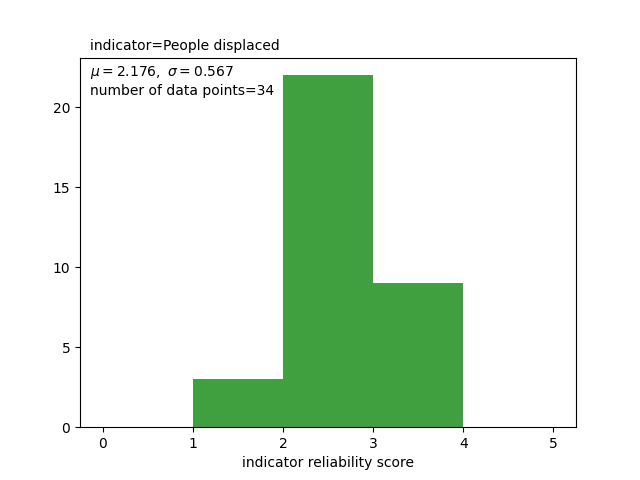 indicator=People displaced
μ = 2.176,  σ = 0.567
number of data points=34
20
15
10
5
0
0 1 2 3 4 5
indicator reliability score